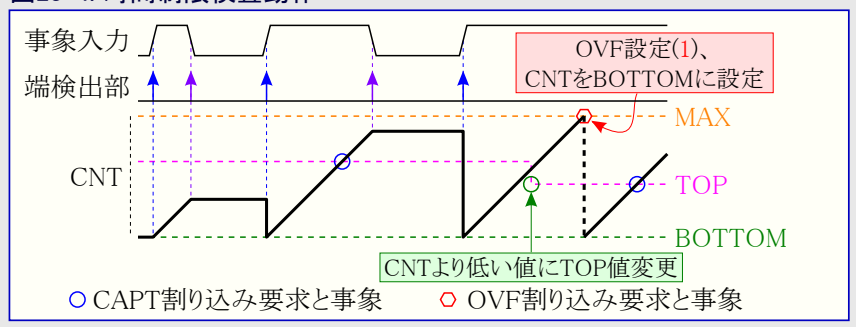 事象入力
端検出部
OVF設定(1)、
CNTをBOTTOMに設定
MAX
CNT
TOP
BOTTOM
CNTより低い値にTOP値変更
CAPT割り込み要求と事象
OVF割り込み要求と事象